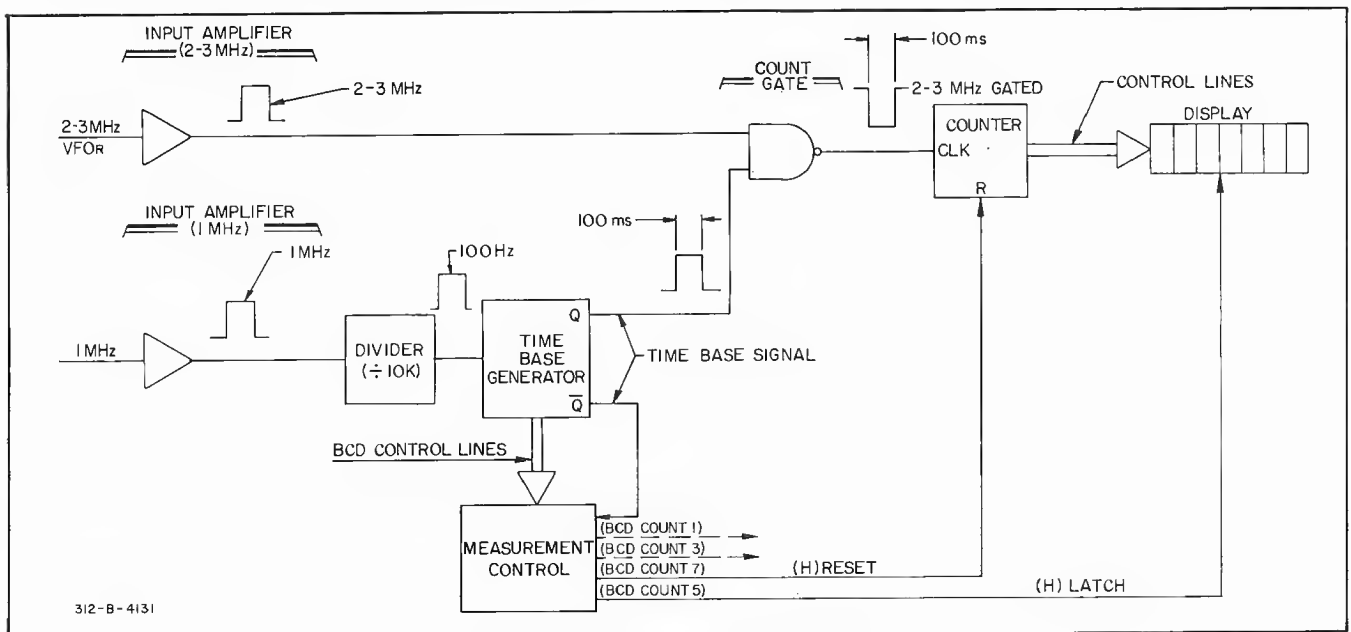 INPUT AMPLIFIER
(2-3 MHz)
2-3 MHz
2-3MHz
VFOR
COUNT
GATE
100 ms
2-3 MHz GATED
CONTROL LINES
COUNTER
CLK
R
DISPLAY
INPUT AMPLIFIER
(1 MHz)
1 MHz
100Hz
100 ms
1 MHz
DIVIDER
(÷ 10K)
TIME
BASE
GENERATOR
Q
Q̅
TIME BASE SIGNAL
BCD CONTROL LINES
MEASUREMENT
CONTROL
(BCD COUNT 1)
(BCD COUNT 3)
(BCD COUNT 7)
(H) RESET
(BCD COUNT 5)
(H) LATCH
312-B-4131